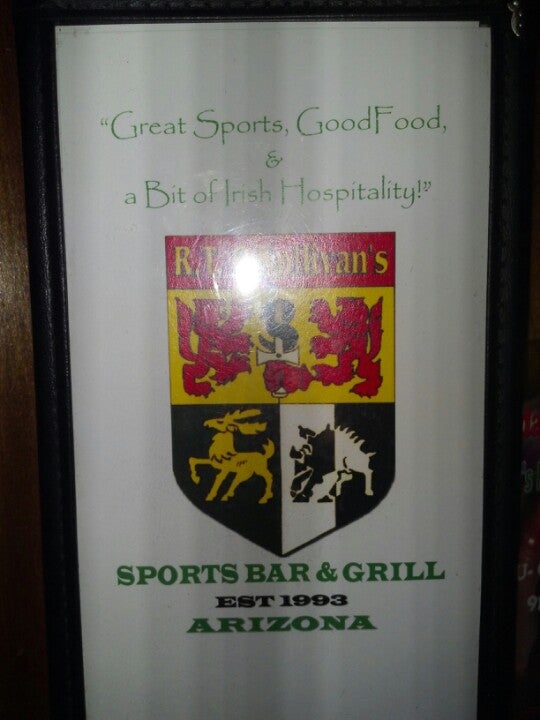 "Great Sports, GoodFood,
&
a Bit of Irish Hospitality!"
R.T.
SPORTS BAR & GRILL
EST 1993
ARIZONA